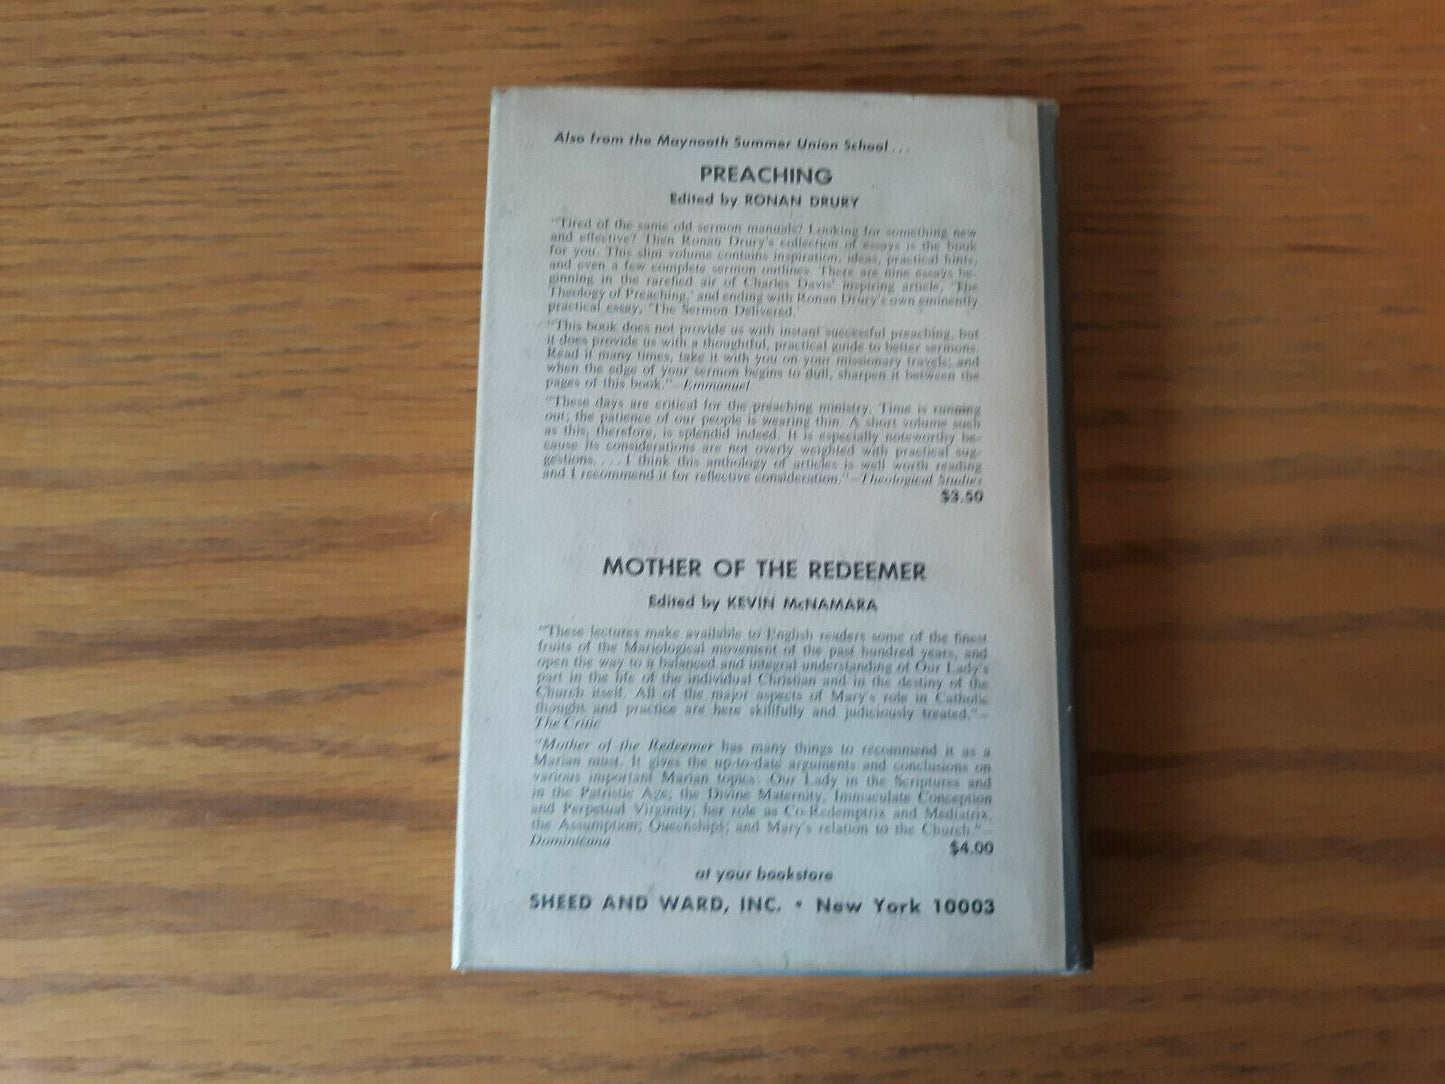 Also from the Maynooth Summer Union School...
PREACHING
Edited by RONAN DRURY
"Tired of the same old sermon manuals? Looking for something new
and effective? Then Ronan Drury's collection of essays is the book
for you. This slim volume contains inspiration, ideas, practical hints,
and even a few complete sermon outlines. There are nine essays be-
ginning in the rarefied air of Charles Davis' inspiring article, 'The
Theology of Preaching,' and ending with Ronan Drury's own eminently
practical essay, 'The Sermon Delivered.'
"This book does not provide us with instant successful preaching, but
it does provide us with a thoughtful, practical guide to better sermons.
Read it many times, take it with you on your missionary travels; and
when the edge of your sermon begins to dull, sharpen it between the
pages of this book."—Emmanuel
"These days are critical for the preaching ministry. Time is running
out; the patience of our people is wearing thin. A short volume such
as this, therefore, is splendid indeed. It is especially noteworthy be-
cause its considerations are not overly weighted with practical sug-
gestions. . . . I think this anthology of articles is well worth reading
and I recommend it for reflective consideration."—Theological Studies
$3.50
MOTHER OF THE REDEEMER
Edited by KEVIN McNAMARA
"These lectures make available to English readers some of the finest
fruits of the Mariological movement of the past hundred years, and
open the way to a balanced and integral understanding of Our Lady's
part in the life of the individual Christian and in the destiny of the
Church itself. All of the major aspects of Mary's role in Catholic
thought and practice are here skillfully and judiciously treated."—
The Critic
"Mother of the Redeemer has many things to recommend it as a
Marian must. It gives the up-to-date arguments and conclusions on
various important Marian topics: Our Lady in the Scriptures and
in the Patristic Age; the Divine Maternity, Immaculate Conception
and Perpetual Virginity; her role as Co-Redemptrix and Mediatrix,
the Assumption; Queenship; and Mary's relation to the Church."—
Dominicana
$4.00
at your bookstore
SHEED AND WARD, INC. • New York 10003